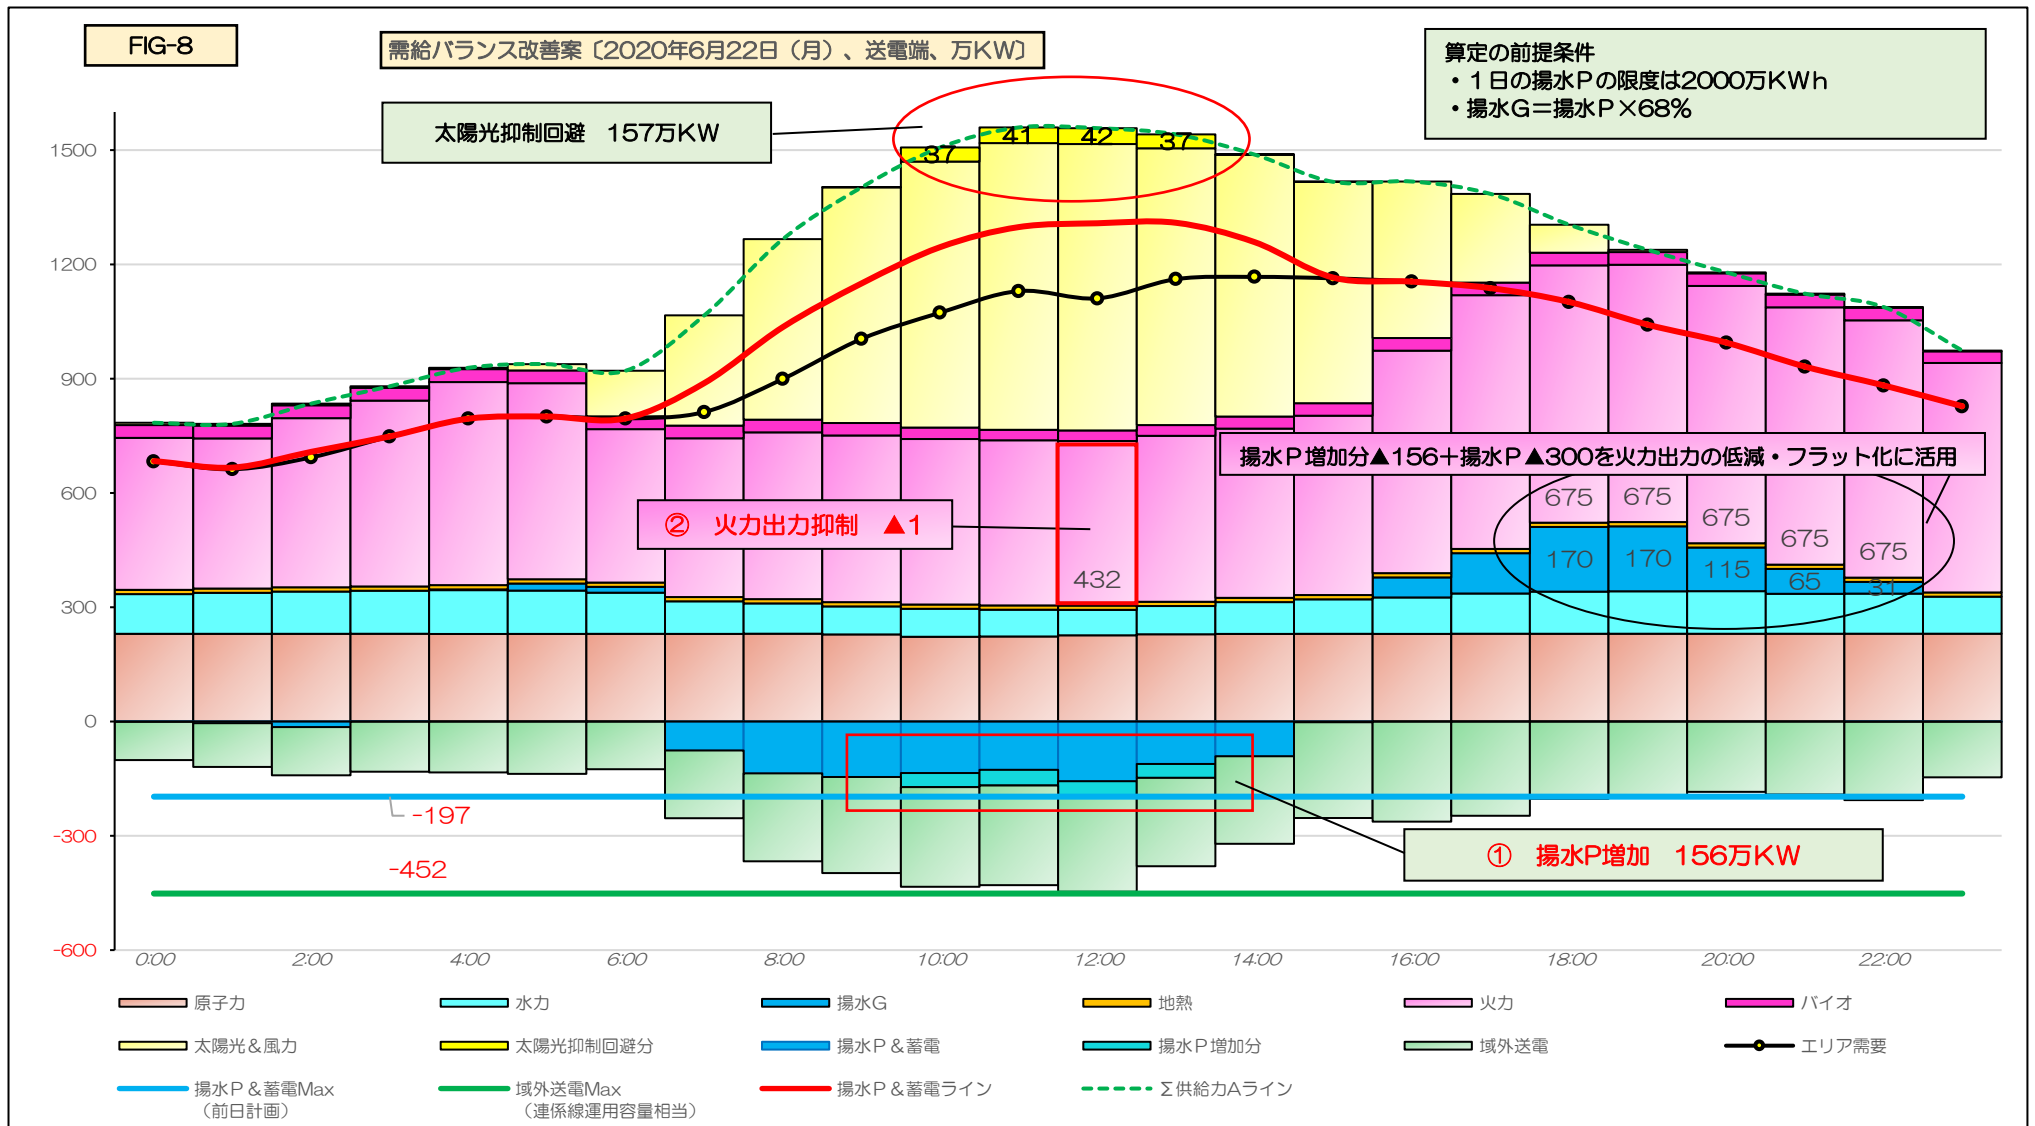 FIG-8
需給バランス改善案〔2020年6月22日（月）、送電端、万KW〕
算定の前提条件
・１日の揚水Ｐの限度は2000万KWh
・揚水Ｇ＝揚水Ｐ×68%
太陽光抑制回避　157万KW
37
41
42
37
1500
1200
900
600
300
0
-300
-600
揚水Ｐ増加分▲156＋揚水Ｐ▲300を火力出力の低減・フラット化に活用
②　火力出力抑制　▲1
432
675
675
675
675
675
170
170
115
65
31
-197
-452
①　揚水P増加　156万KW
0:00
2:00
4:00
6:00
8:00
10:00
12:00
14:00
16:00
18:00
20:00
22:00
原子力
水力
揚水G
地熱
火力
バイオ
太陽光＆風力
太陽光抑制回避分
揚水Ｐ＆蓄電
揚水Ｐ増加分
域外送電
エリア需要
揚水Ｐ＆蓄電Max
（前日計画）
域外送電Max
（連係線運用容量相当）
揚水Ｐ＆蓄電ライン
Σ供給力Aライン